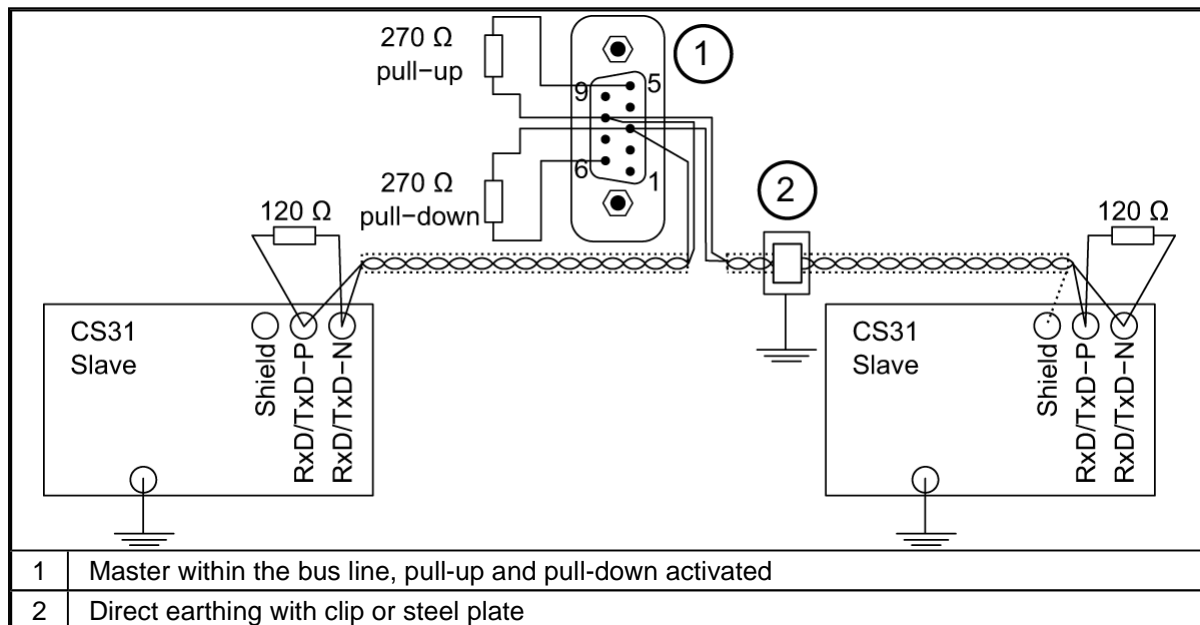 270 Ω
pull−up
1
9
5
270 Ω
pull−down
6
1
2
120 Ω
120 Ω
CS31
Slave
Shield
RxD/TxD−P
RxD/TxD−N
CS31
Slave
Shield
RxD/TxD−P
RxD/TxD−N
1 Master within the bus line, pull-up and pull-down activated
2 Direct earthing with clip or steel plate